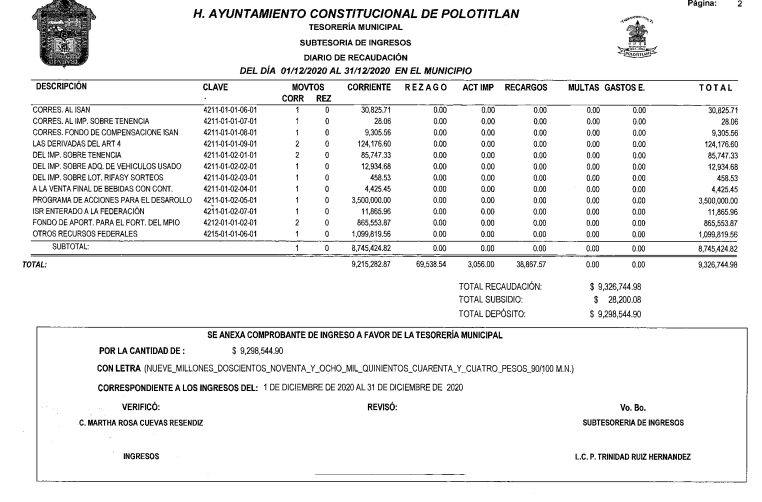 Página: 2
H. AYUNTAMIENTO CONSTITUCIONAL DE POLOTITLAN
TESORERÍA MUNICIPAL
SUBTESORIA DE INGRESOS
DIARIO DE RECAUDACIÓN
DEL DÍA 01/12/2020 AL 31/12/2020 EN EL MUNICIPIO
DESCRIPCIÓN CLAVE MOVTOS CORRIENTE R E Z A G O ACT IMP RECARGOS MULTAS GASTOS E. T O T A L
CORR REZ
CORRES. AL ISAN 4211-01-01-06-01 1 0 30,825.71 0.00 0.00 0.00 0.00 0.00 30,825.71
CORRES. AL IMP. SOBRE TENENCIA 4211-01-01-07-01 1 0 28.06 0.00 0.00 0.00 0.00 0.00 28.06
CORRES. FONDO DE COMPENSACIONE ISAN 4211-01-01-08-01 1 0 9,305.56 0.00 0.00 0.00 0.00 0.00 9,305.56
LAS DERIVADAS DEL ART 4 4211-01-01-09-01 2 0 124,176.60 0.00 0.00 0.00 0.00 0.00 124,176.60
DEL IMP. SOBRE TENENCIA 4211-01-02-01-01 2 0 85,747.33 0.00 0.00 0.00 0.00 0.00 85,747.33
DEL IMP. SOBRE ADQ. DE VEHICULOS USADO 4211-01-02-02-01 1 0 12,934.68 0.00 0.00 0.00 0.00 0.00 12,934.68
DEL IMP. SOBRE LOT. RIFASY SORTEOS 4211-01-02-03-01 1 0 458.53 0.00 0.00 0.00 0.00 0.00 458.53
A LA VENTA FINAL DE BEBIDAS CON CONT. 4211-01-02-04-01 1 0 4,425.45 0.00 0.00 0.00 0.00 0.00 4,425.45
PROGRAMA DE ACCIONES PARA EL DESAROLLO 4211-01-02-05-01 1 0 3,500,000.00 0.00 0.00 0.00 0.00 0.00 3,500,000.00
ISR ENTERADO A LA FEDERACIÓN 4211-01-02-07-01 1 0 11,865.96 0.00 0.00 0.00 0.00 0.00 11,865.96
FONDO DE APORT. PARA EL FORT. DEL MPIO 4212-01-01-02-01 2 0 865,553.87 0.00 0.00 0.00 0.00 0.00 865,553.87
OTROS RECURSOS FEDERALES 4215-01-01-06-01 1 0 1,099,819.56 0.00 0.00 0.00 0.00 0.00 1,099,819.56
SUBTOTAL: 1 0 8,745,424.82 0.00 0.00 0.00 0.00 0.00 8,745,424.82
TOTAL: 9,215,282.87 69,538.54 3,056.00 38,867.57 0.00 0.00 9,326,744.98
TOTAL RECAUDACIÓN: $ 9,326,744.98
TOTAL SUBSIDIO: $ 28,200.08
TOTAL DEPÓSITO: $ 9,298,544.90
SE ANEXA COMPROBANTE DE INGRESO A FAVOR DE LA TESORERÍA MUNICIPAL
POR LA CANTIDAD DE : $ 9,298,544.90
CON LETRA (NUEVE_MILLONES_DOSCIENTOS_NOVENTA_Y_OCHO_MIL_QUINIENTOS_CUARENTA_Y_CUATRO_PESOS_90/100 M.N.)
CORRESPONDIENTE A LOS INGRESOS DEL: 1 DE DICIEMBRE DE 2020 AL 31 DE DICIEMBRE DE 2020
VERIFICÓ: REVISÓ: Vo. Bo.
C. MARTHA ROSA CUEVAS RESENDIZ SUBTESORERIA DE INGRESOS
INGRESOS L.C. P. TRINIDAD RUIZ HERNANDEZ